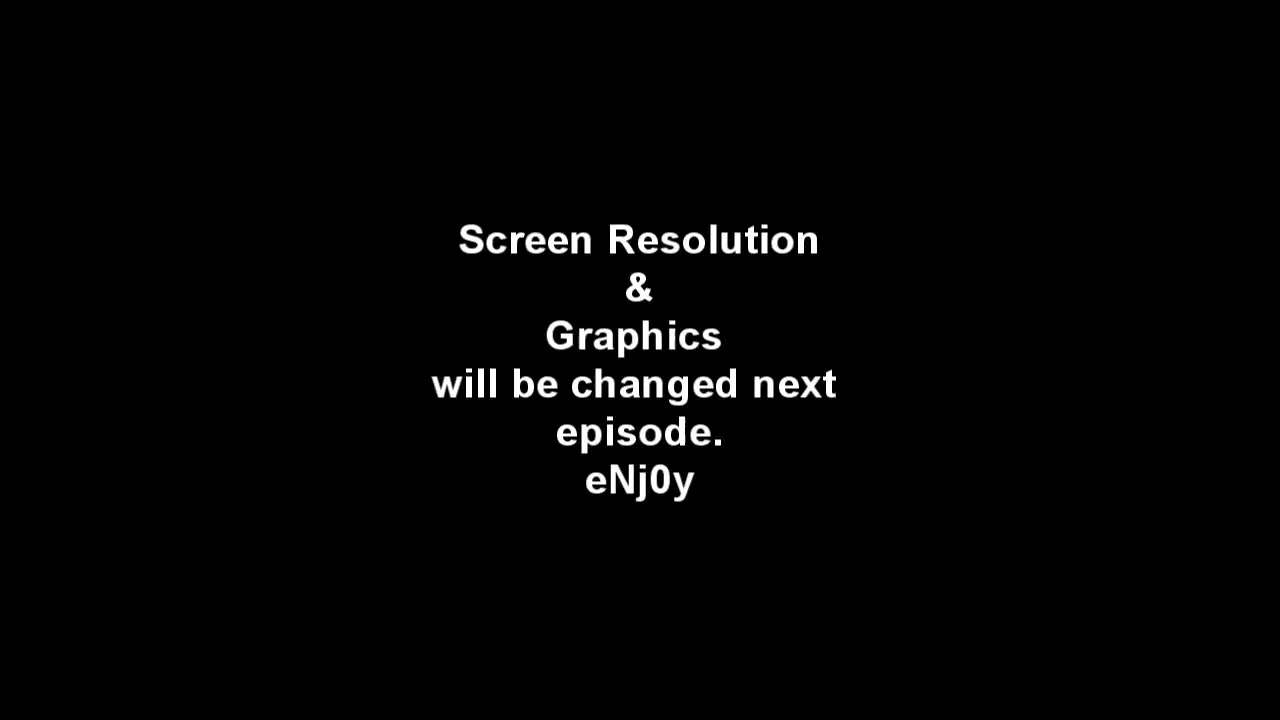 Screen Resolution
&
Graphics
will be changed next
episode.
eNj0y